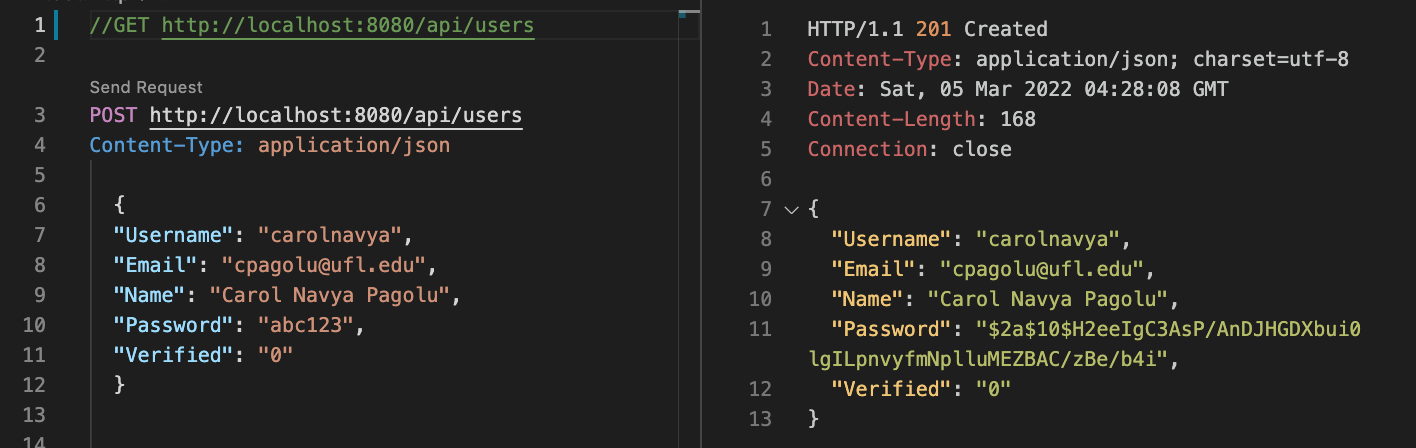 1 //GET http://localhost:8080/api/users
2
Send Request
3 POST http://localhost:8080/api/users
4 Content-Type: application/json
5
6 {
7 "Username": "carolnavya",
8 "Email": "cpagolu@ufl.edu",
9 "Name": "Carol Navya Pagolu",
10 "Password": "abc123",
11 "Verified": "0"
12 }
13
14
1 HTTP/1.1 201 Created
2 Content-Type: application/json; charset=utf-8
3 Date: Sat, 05 Mar 2022 04:28:08 GMT
4 Content-Length: 168
5 Connection: close
6
7 {
8 "Username": "carolnavya",
9 "Email": "cpagolu@ufl.edu",
10 "Name": "Carol Navya Pagolu",
11 "Password": "$2a$10$H2eeIgC3AsP/AnDJHGDXbui0
lgILpnvyfmNplluMEZBAC/zBe/b4i",
12 "Verified": "0"
13 }